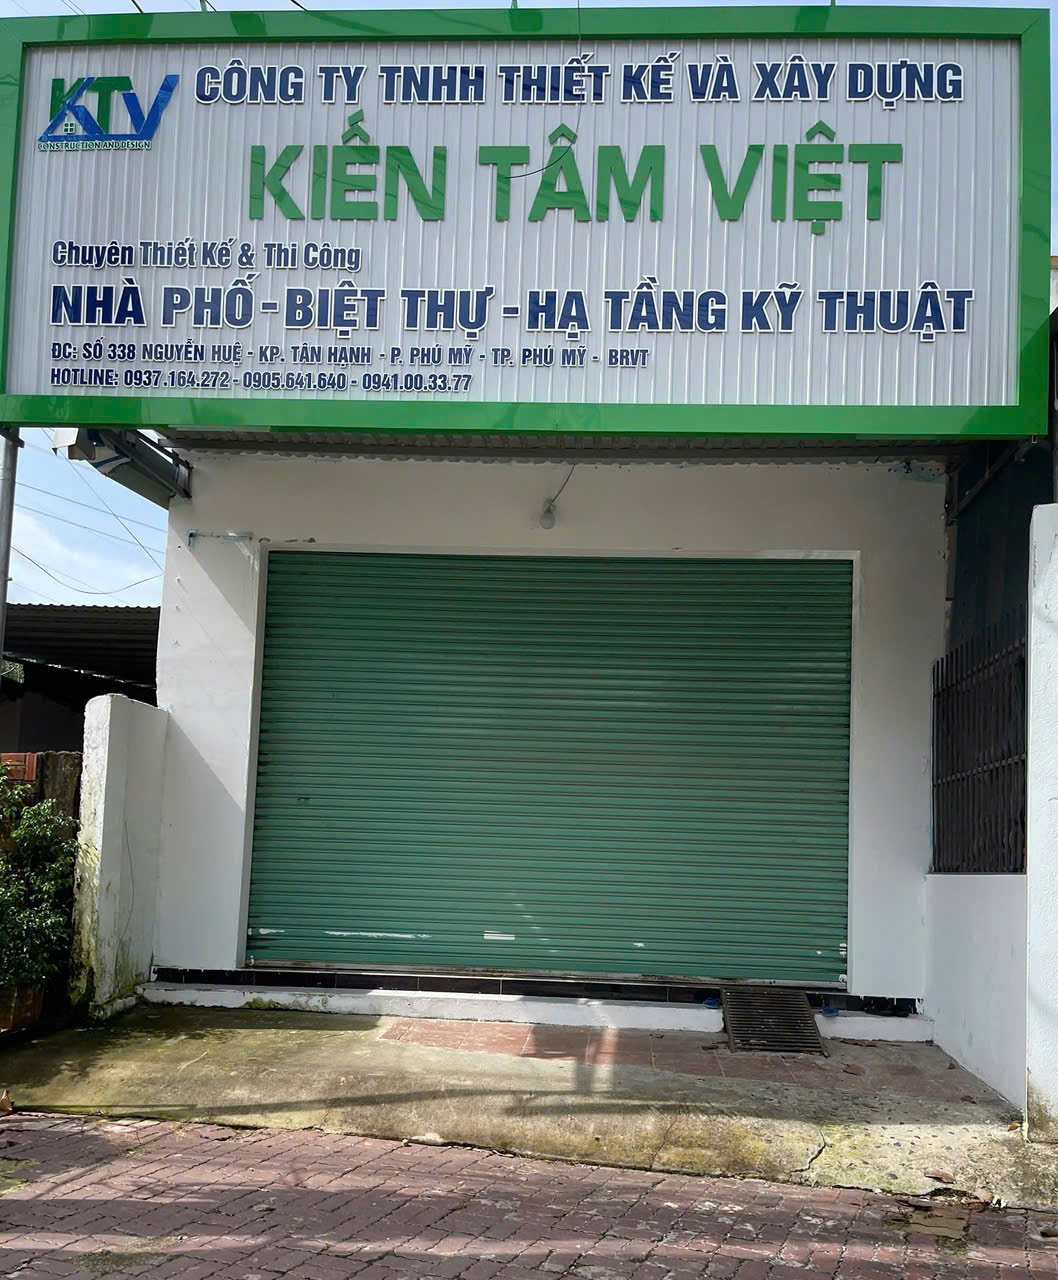 KTV
CONSTRUCTION AND DESIGN
CÔNG TY TNHH THIẾT KẾ VÀ XÂY DỰNG
KIẾN TÂM VIỆT
Chuyên Thiết Kế & Thi Công
NHÀ PHỐ - BIỆT THỰ - HẠ TẦNG KỸ THUẬT
ĐC: SỐ 338 NGUYỄN HUỆ - KP. TÂN HẠNH - P. PHÚ MỸ - TP. PHÚ MỸ - BRVT
HOTLINE: 0937.164.272 - 0905.641.640 - 0941.00.33.77